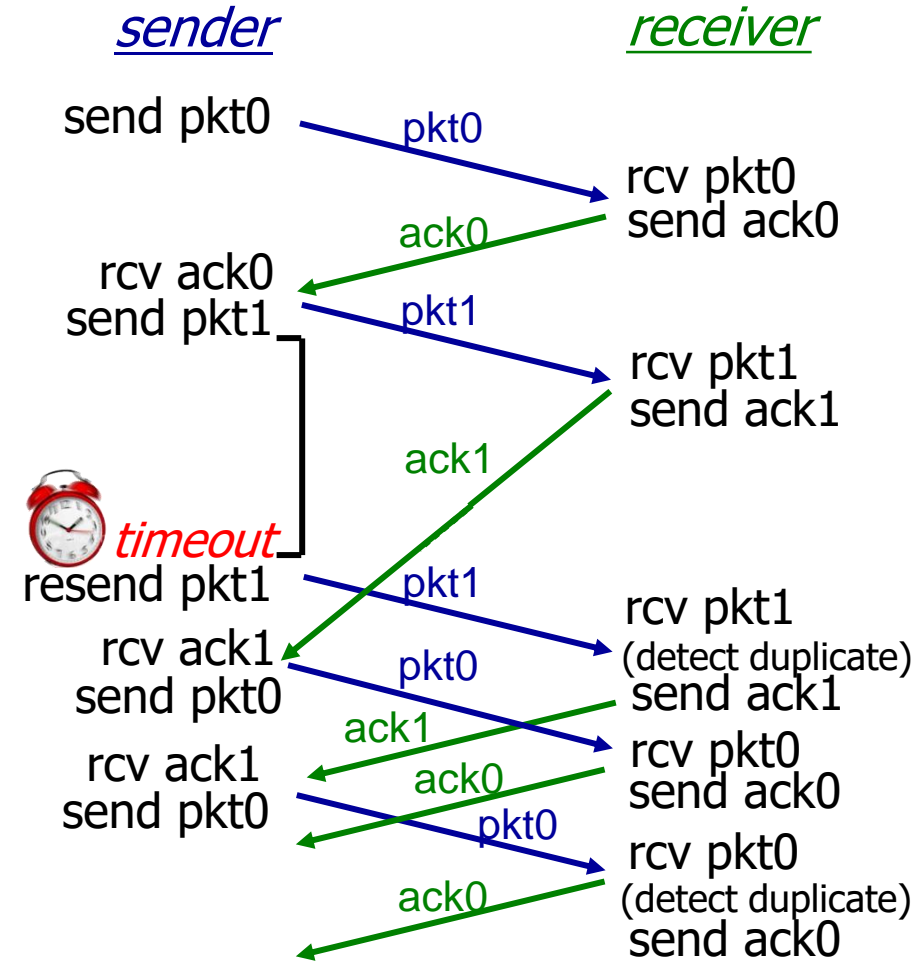 sender
receiver
send pkt0
pkt0
rcv pkt0
send ack0
ack0
rcv ack0
send pkt1
pkt1
rcv pkt1
send ack1
ack1
timeout
resend pkt1
pkt1
rcv pkt1
(detect duplicate)
send ack1
rcv ack1
send pkt0
pkt0
ack1
rcv pkt0
send ack0
rcv ack1
send pkt0
ack0
pkt0
rcv pkt0
(detect duplicate)
send ack0
ack0